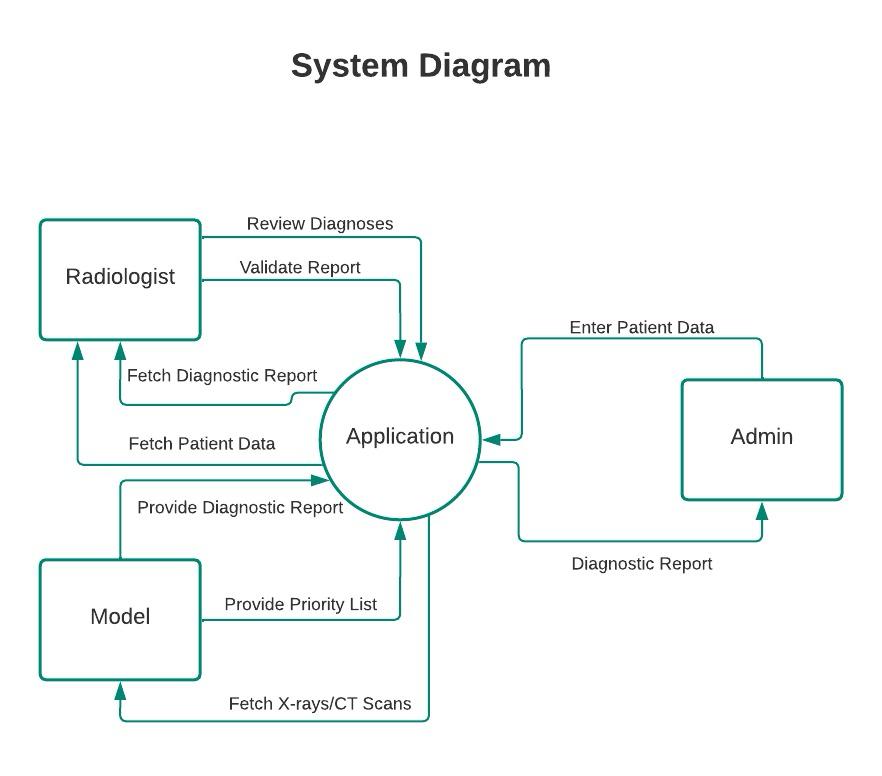 System Diagram
Review Diagnoses
Radiologist
Validate Report
Enter Patient Data
Fetch Diagnostic Report
Application
Admin
Fetch Patient Data
Provide Diagnostic Report
Diagnostic Report
Model
Provide Priority List
Fetch X-rays/CT Scans